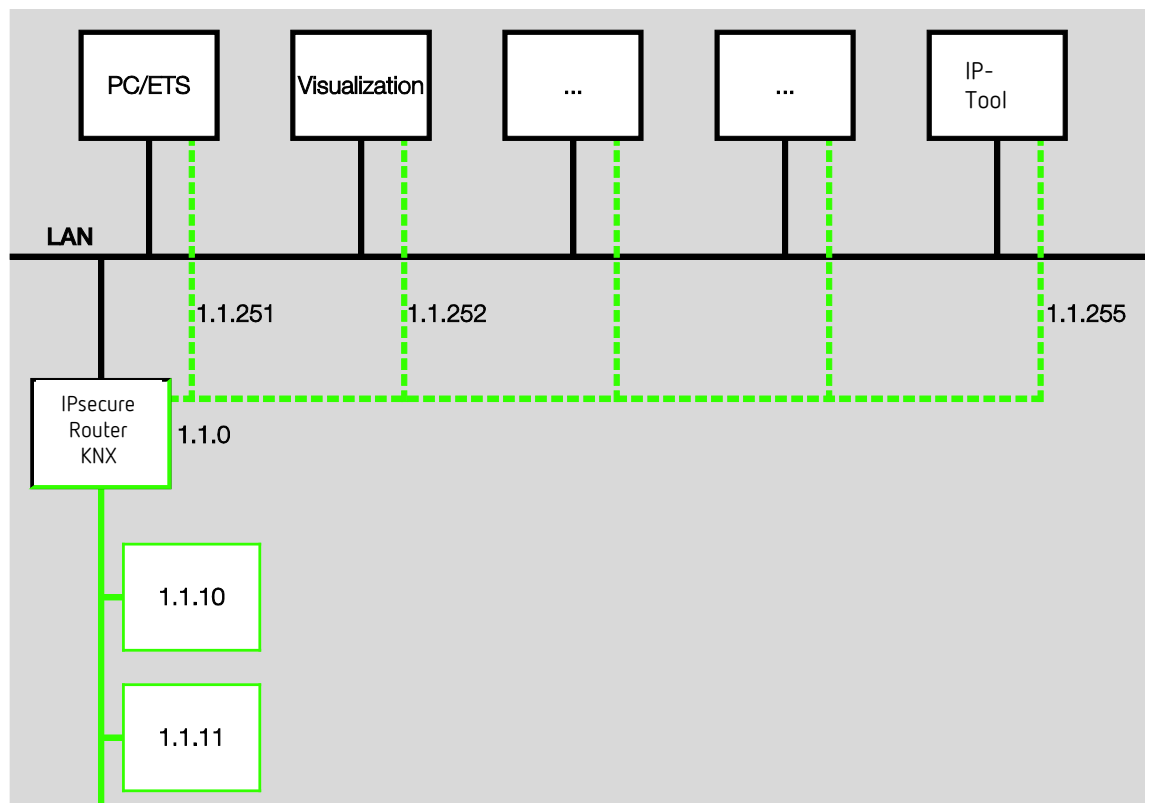 PC/ETS
Visualization
...
...
IP-
Tool
LAN
1.1.251
1.1.252
1.1.255
IPsecure
Router
KNX
1.1.0
1.1.10
1.1.11